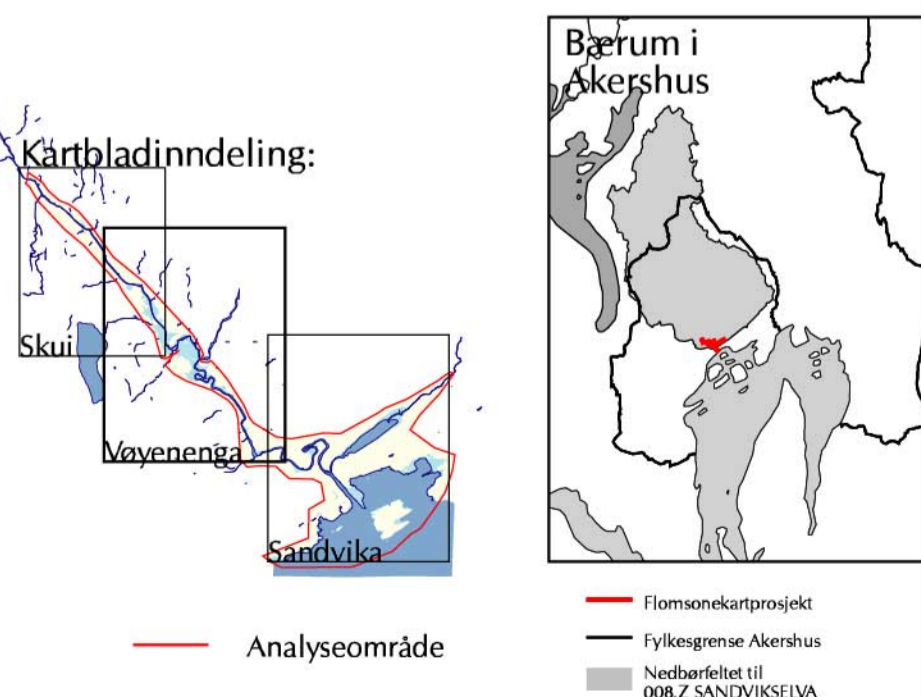 Kartbladinndeling:
Skui
Vøyenenga
Sandvika
Analyseområde
Bærum i
Akershus
Flomsonekartprosjekt
Fylkesgrense Akershus
Nedbørfeltet til
008.Z SANDVIKSELVA